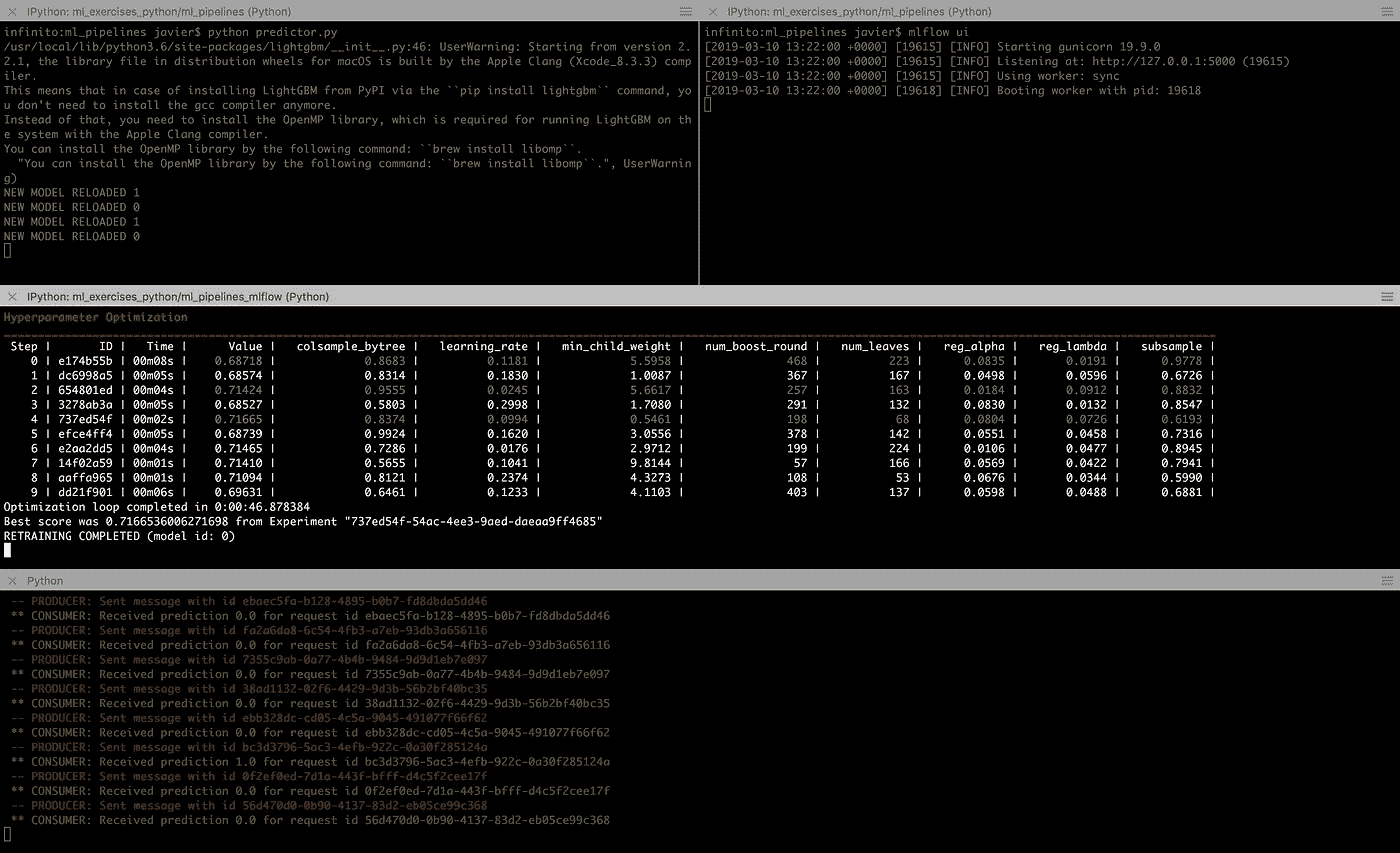 IPython: ml_exercises_python/ml_pipelines (Python)
infinito:ml_pipelines javier$ python predictor.py
/usr/local/lib/python3.6/site-packages/lightgbm/__init__.py:46: UserWarning: Starting from version 2.
2.1, the library file in distribution wheels for macOS is built by the Apple Clang (Xcode_8.3.3) comp
iler.
This means that in case of installing LightGBM from PyPI via the ``pip install lightgbm`` command, yo
u don't need to install the gcc compiler anymore.
Instead of that, you need to install the OpenMP library, which is required for running LightGBM on th
e system with the Apple Clang compiler.
You can install the OpenMP library by the following command: ``brew install libomp``.
"You can install the OpenMP library by the following command: ``brew install libomp``.", UserWarnin
g)
NEW MODEL RELOADED 1
NEW MODEL RELOADED 0
NEW MODEL RELOADED 1
NEW MODEL RELOADED 0
IPython: ml_exercises_python/ml_pipelines (Python)
infinito:ml_pipelines javier$ mlflow ui
[2019-03-10 13:22:00 +0000] [19615] [INFO] Starting gunicorn 19.9.0
[2019-03-10 13:22:00 +0000] [19615] [INFO] Listening at: http://127.0.0.1:5000 (19615)
[2019-03-10 13:22:00 +0000] [19615] [INFO] Using worker: sync
[2019-03-10 13:22:00 +0000] [19618] [INFO] Booting worker with pid: 19618
IPython: ml_exercises_python/ml_pipelines_mlflow (Python)
Hyperparameter Optimization
Step | ID | Time | Value | colsample_bytree | learning_rate | min_child_weight | num_boost_round | num_leaves | reg_alpha | reg_lambda | subsample |
0 | e174b55b | 00m08s | 0.68718 | 0.8683 | 0.1181 | 5.5958 | 468 | 223 | 0.0835 | 0.0191 | 0.9778 |
1 | dc6998a5 | 00m05s | 0.68574 | 0.8314 | 0.1830 | 1.0087 | 367 | 167 | 0.0498 | 0.0596 | 0.6726 |
2 | 654801ed | 00m04s | 0.71424 | 0.9555 | 0.0245 | 5.6617 | 257 | 163 | 0.0184 | 0.0912 | 0.8832 |
3 | 3278ab3a | 00m05s | 0.68527 | 0.5803 | 0.2998 | 1.7080 | 291 | 132 | 0.0830 | 0.0132 | 0.8547 |
4 | 737ed54f | 00m02s | 0.71665 | 0.8374 | 0.0994 | 0.5461 | 198 | 68 | 0.0804 | 0.0726 | 0.6193 |
5 | efce4ff4 | 00m05s | 0.68739 | 0.9924 | 0.1620 | 3.0556 | 378 | 142 | 0.0551 | 0.0458 | 0.7316 |
6 | e2aa2dd5 | 00m04s | 0.71465 | 0.7286 | 0.0176 | 2.9712 | 199 | 224 | 0.0106 | 0.0477 | 0.8945 |
7 | 14f02a59 | 00m01s | 0.71410 | 0.5655 | 0.1041 | 9.8144 | 57 | 166 | 0.0569 | 0.0422 | 0.7941 |
8 | aaffa965 | 00m01s | 0.71094 | 0.8121 | 0.2374 | 4.3273 | 108 | 53 | 0.0676 | 0.0344 | 0.5990 |
9 | dd21f901 | 00m06s | 0.69631 | 0.6461 | 0.1233 | 4.1103 | 403 | 137 | 0.0598 | 0.0488 | 0.6881 |
Optimization loop completed in 0:00:46.878384
Best score was 0.7166536006271698 from Experiment "737ed54f-54ac-4ee3-9aed-daeaa9ff4685"
RETRAINING COMPLETED (model id: 0)
Python
-- PRODUCER: Sent message with id ebaec5fa-b128-4895-b0b7-fd8dbda5dd46
** CONSUMER: Received prediction 0.0 for request id ebaec5fa-b128-4895-b0b7-fd8dbda5dd46
-- PRODUCER: Sent message with id fa2a6da8-6c54-4fb3-a7eb-93db3a656116
** CONSUMER: Received prediction 0.0 for request id fa2a6da8-6c54-4fb3-a7eb-93db3a656116
-- PRODUCER: Sent message with id 7355c9ab-0a77-4b4b-9484-9d9d1eb7e097
** CONSUMER: Received prediction 0.0 for request id 7355c9ab-0a77-4b4b-9484-9d9d1eb7e097
-- PRODUCER: Sent message with id 38ad1132-02f6-4429-9d3b-56b2bf40bc35
** CONSUMER: Received prediction 0.0 for request id 38ad1132-02f6-4429-9d3b-56b2bf40bc35
-- PRODUCER: Sent message with id ebb328dc-cd05-4c5a-9045-491077f66f62
** CONSUMER: Received prediction 0.0 for request id ebb328dc-cd05-4c5a-9045-491077f66f62
-- PRODUCER: Sent message with id bc3d3796-5ac3-4efb-922c-0a30f285124a
** CONSUMER: Received prediction 1.0 for request id bc3d3796-5ac3-4efb-922c-0a30f285124a
-- PRODUCER: Sent message with id 0f2ef0ed-7d1a-443f-bfff-d4c5f2cee17f
** CONSUMER: Received prediction 0.0 for request id 0f2ef0ed-7d1a-443f-bfff-d4c5f2cee17f
-- PRODUCER: Sent message with id 56d470d0-0b90-4137-83d2-eb05ce99c368
** CONSUMER: Received prediction 0.0 for request id 56d470d0-0b90-4137-83d2-eb05ce99c368